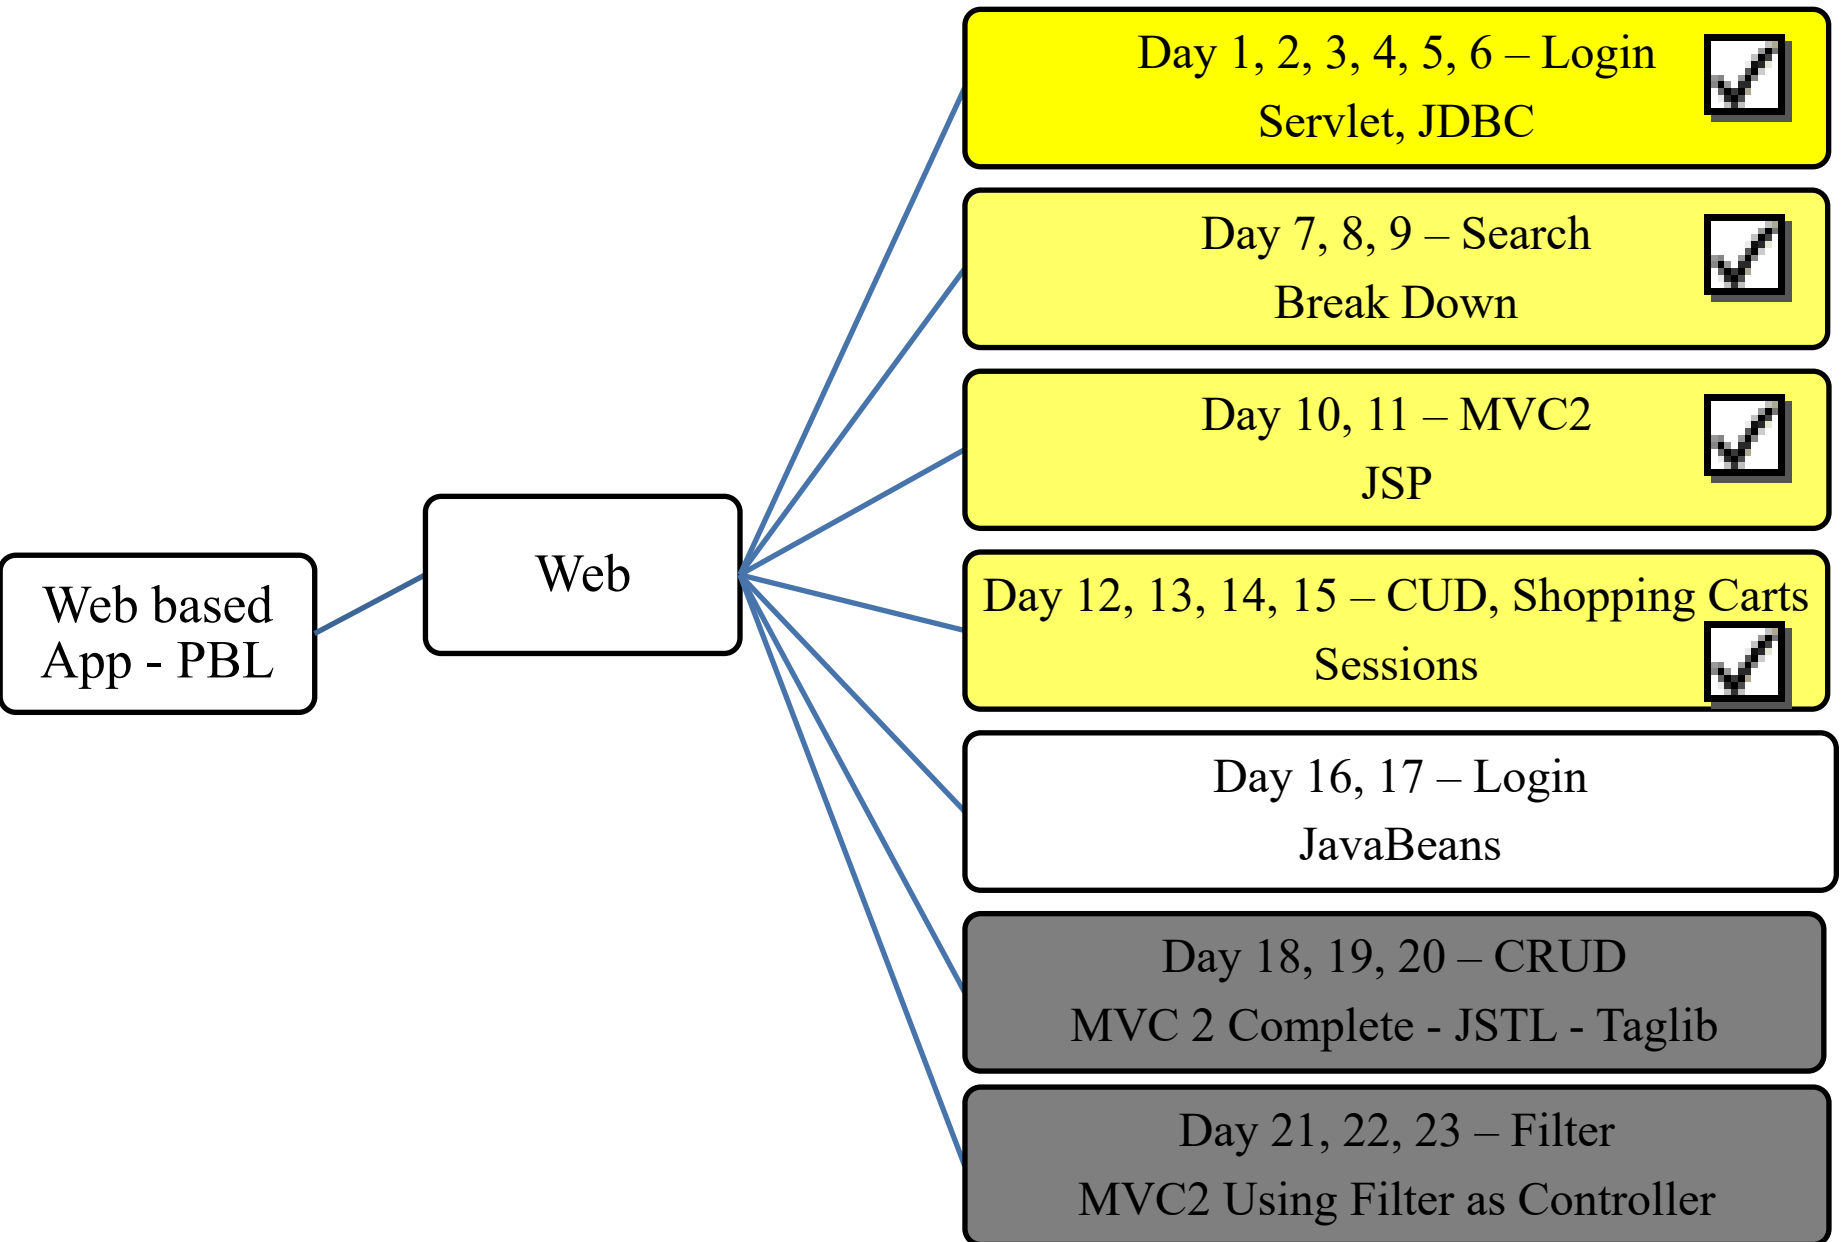 Web based
App - PBL
Web
Day 1, 2, 3, 4, 5, 6 – Login
Servlet, JDBC
Day 7, 8, 9 – Search
Break Down
Day 10, 11 – MVC2
JSP
Day 12, 13, 14, 15 – CUD, Shopping Carts
Sessions
Day 16, 17 – Login
JavaBeans
Day 18, 19, 20 – CRUD
MVC 2 Complete - JSTL - Taglib
Day 21, 22, 23 – Filter
MVC2 Using Filter as Controller